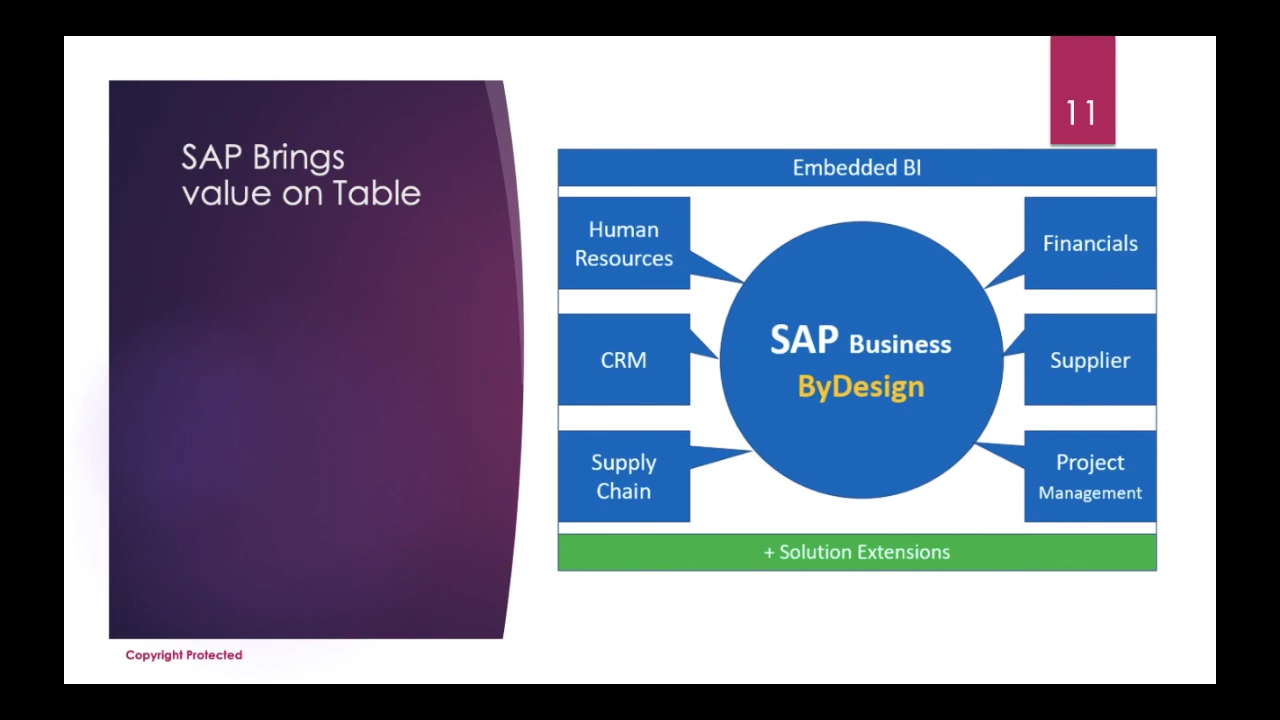 SAP Brings
value on Table
11
Embedded BI
Human
Resources
CRM
Supply
Chain
SAP Business
ByDesign
Financials
Supplier
Project
Management
+ Solution Extensions
Copyright Protected